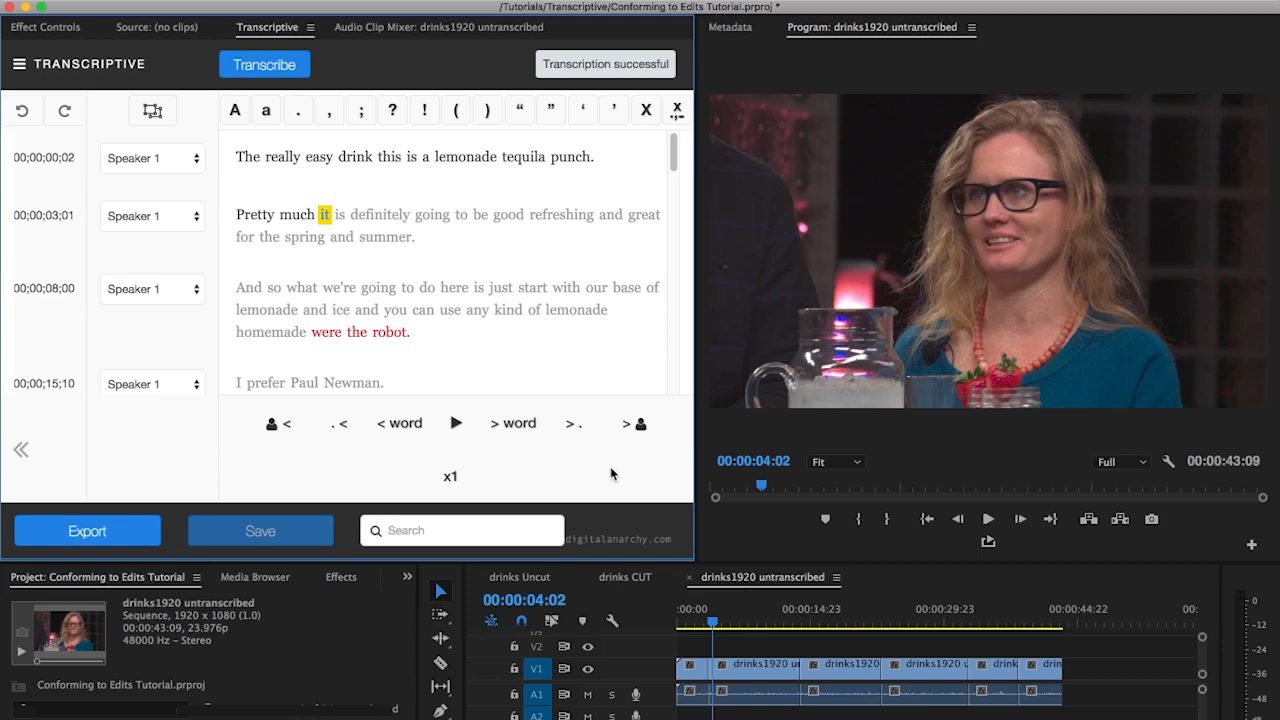 /Tutorials/Transcriptive/Conforming to Edits Tutorial.prproj *
Effect Controls
Source: (no clips)
Transcriptive
Audio Clip Mixer: drinks1920 untranscribed
Metadata
Program: drinks1920 untranscribed
TRANSCRIPTIVE
Transcribe
Transcription successful
A a . , ; ? ! ( ) “ ” ‘ ’ X X.,-
00;00;00;02
Speaker 1
The really easy drink this is a lemonade tequila punch.
00;00;03;01
Speaker 1
Pretty much it is definitely going to be good refreshing and great
for the spring and summer.
00;00;08;00
Speaker 1
And so what we're going to do here is just start with our base of
lemonade and ice and you can use any kind of lemonade
homemade were the robot.
00;00;15;10
Speaker 1
I prefer Paul Newman.
< . < < word > word > . >
x1
00:00:04:02
Fit
Full
00:00:43:09
Export
Save
Search
digitalanarchy.com
Project: Conforming to Edits Tutorial
Media Browser
Effects
drinks1920 untranscribed
Sequence, 1920 x 1080 (1.0)
00:00:43:09, 23.976p
48000 Hz - Stereo
Conforming to Edits Tutorial.prproj
d
drinks Uncut
drinks CUT
× drinks1920 untranscribed
00:00:04:02
:00:00
00:00:14:23
00:00:29:23
00:00:44:22
00:
V2
V1
drinks1920 u
drinks1920
drinks1920 u
drink
drin
A1
M S
A2
M S
0
-12
-24
-36
-48